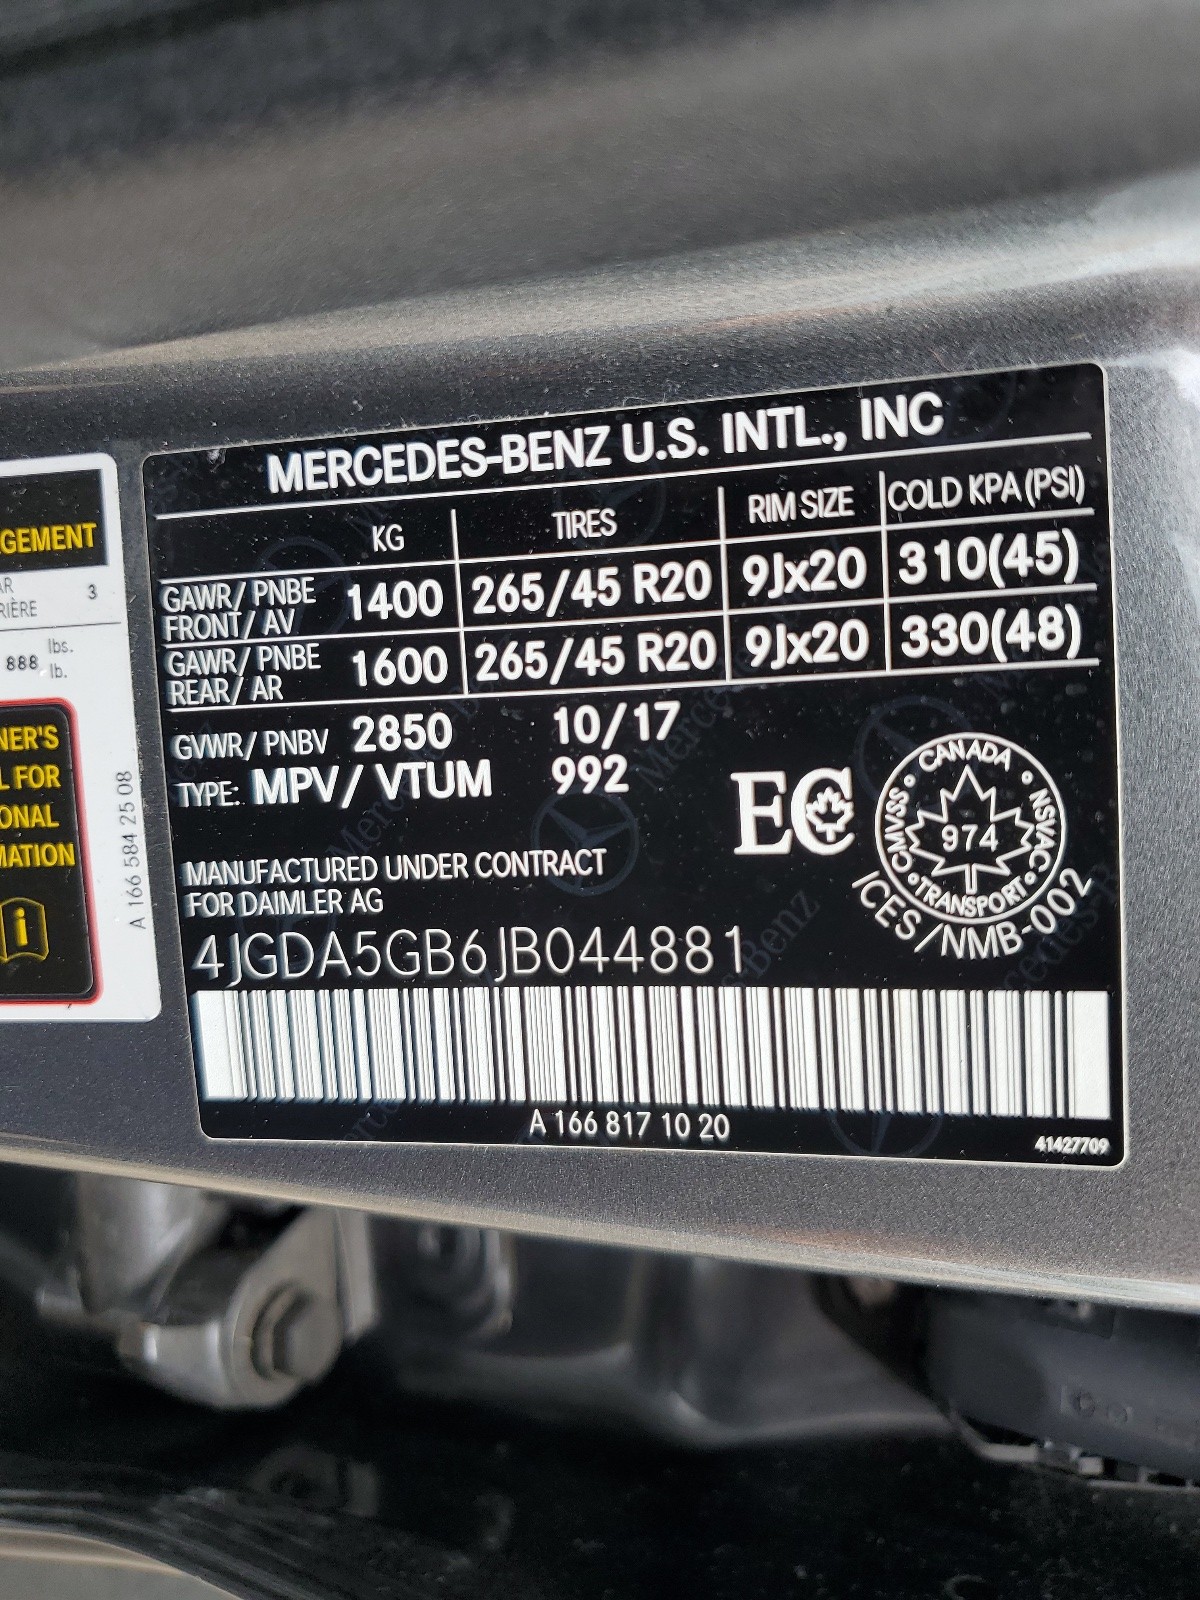 MERCEDES-BENZ U.S. INTL., INC
KG TIRES RIM SIZE COLD KPA (PSI)
GAWR/ PNBE FRONT/ AV 1400 265/45 R20 9Jx20 310(45)
GAWR/ PNBE REAR/ AR 1600 265/45 R20 9Jx20 330(48)
GVWR/ PNBV 2850 10/17
TYPE: MPV/ VTUM 992
MANUFACTURED UNDER CONTRACT
FOR DAIMLER AG
4JGDA5GB6JB044881
A 166 817 10 20
41427709
EC
CANADA
CMVSS NSVAC
974
TRANSPORT
ICES/NMB-002
GEMENT
AR
RIÈRE 3
888 lbs.
lb.
NER'S
L FOR
ONAL
MATION
i
A 166 584 25 08